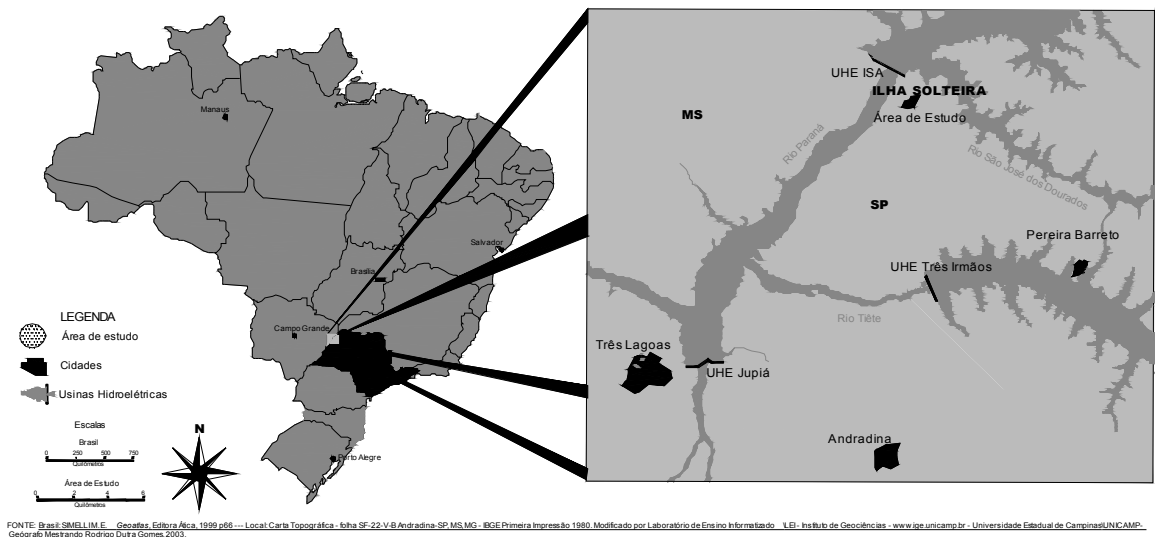 Manaus
Salvador
Brasília
Campo Grande
Porto Alegre
LEGENDA
Área de estudo
Cidades
Usinas Hidroelétricas
Escalas
Brasil
0 250 500 750
Quilômetros
Área de Estudo
0 2 4 6
Quilômetros
N
UHE ISA
ILHA SOLTEIRA
Área de Estudo
MS
Rio Paraná
Rio São José dos Dourados
SP
Pereira Barreto
UHE Três Irmãos
Rio Tiête
Três Lagoas
UHE Jupiá
Andradina
FONTE: Brasil: SIMELLI M.E. Geoatlas, Editora Ática, 1999 p66 --- Local: Carta Topográfica - folha SF-22-V-B Andradina-SP, MS, MG - IBGE Primeira Impressão 1980. Modificado por Laboratório de Ensino Informatizado \LEI - Instituto de Geociências - www.ige.unicamp.br - Universidade Estadual de Campinas\UNICAMP-
Geógrafo Mestrando Rodrigo Dutra Gomes. 2003.